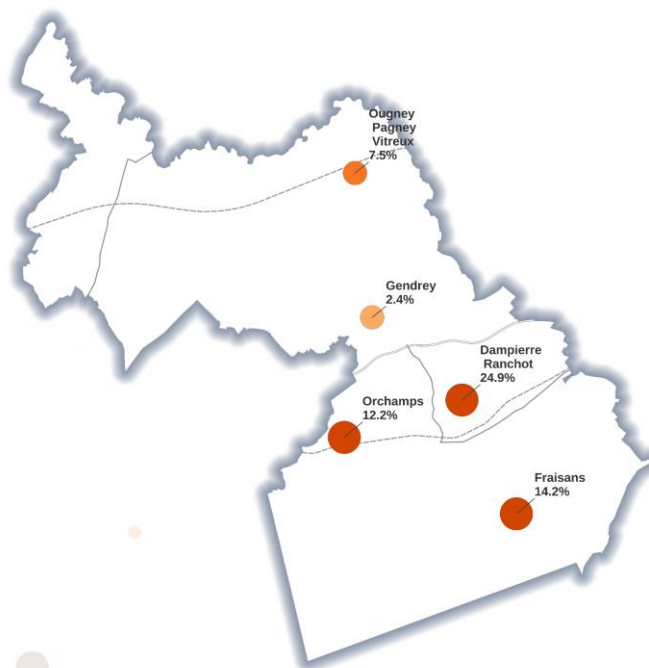 Ougney
Pagney
Vitreux
7.5%
Gendrey
2.4%
Dampierre
Ranchot
24.9%
Orchamps
12.2%
Fraisans
14.2%